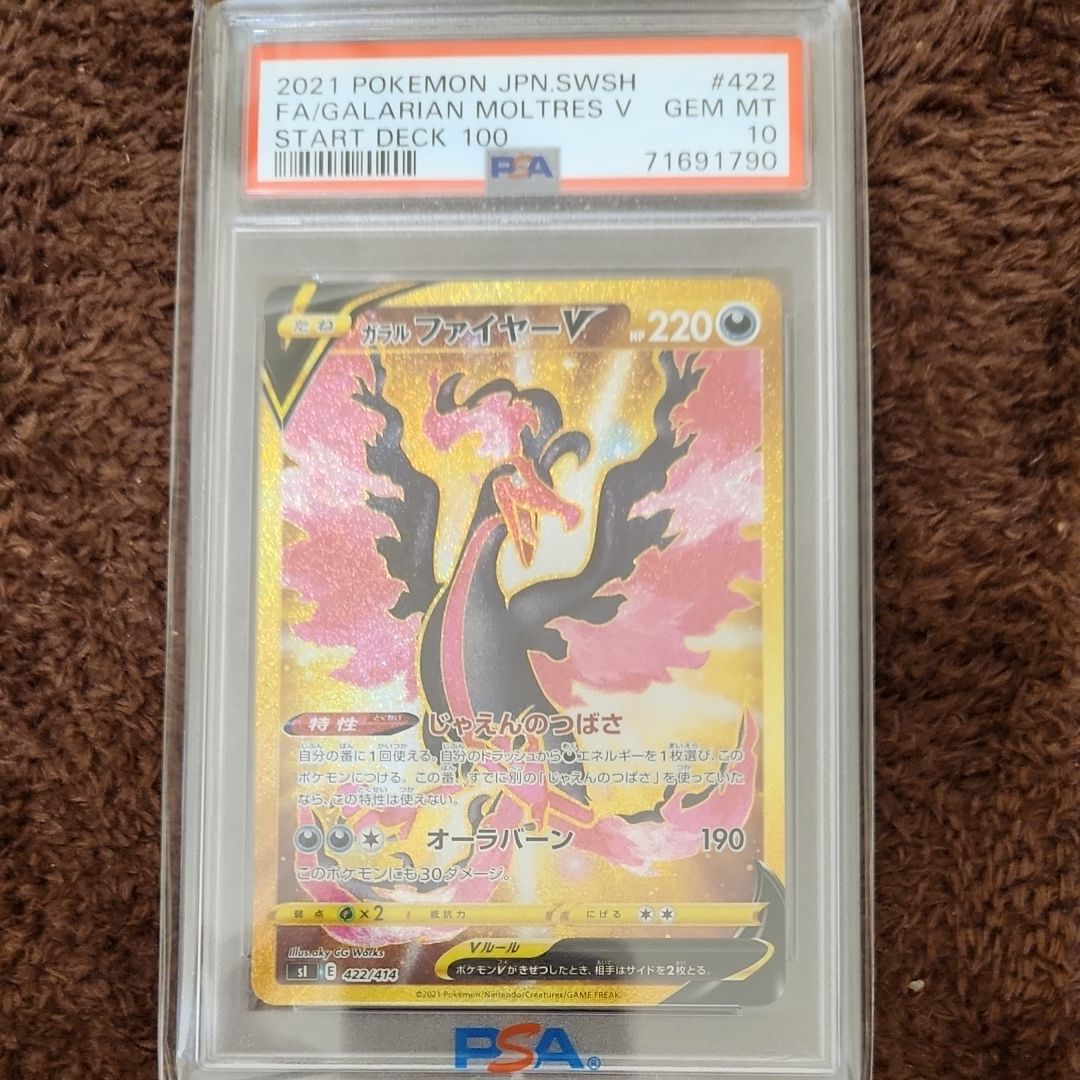 2021 POKEMON JPN.SWSH #422
FA/GALARIAN MOLTRES V GEM MT
START DECK 100 10
PSA 71691790
たね ガラル ファイヤーV HP 220
特性 とくせい じゃえんのつばさ
自分の番に1回使える。自分のトラッシュからエネルギーを1枚選び、この
ポケモンにつける。この番、すでに別の「じゃえんのつばさ」を使っていた
なら、この特性は使えない。
オーラバーン 190
このポケモンにも30ダメージ。
弱点 ×2 抵抗力 にげる
Illus. aky CG Works
Vルール
ポケモンVがきぜつしたとき、相手はサイドを2枚とる。
sI E 422/414
©2021 Pokémon/Nintendo/Creatures/GAME FREAK.
PSA®